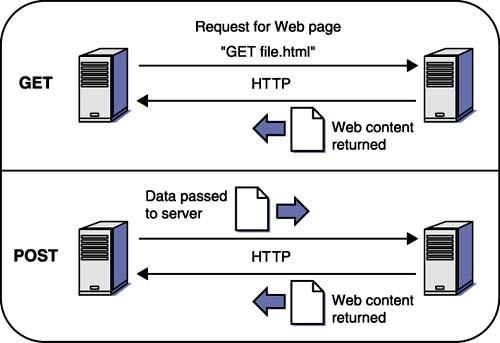 Request for Web page
"GET file.html"
GET
HTTP
Web content
returned
Data passed
to server
POST
HTTP
Web content
returned